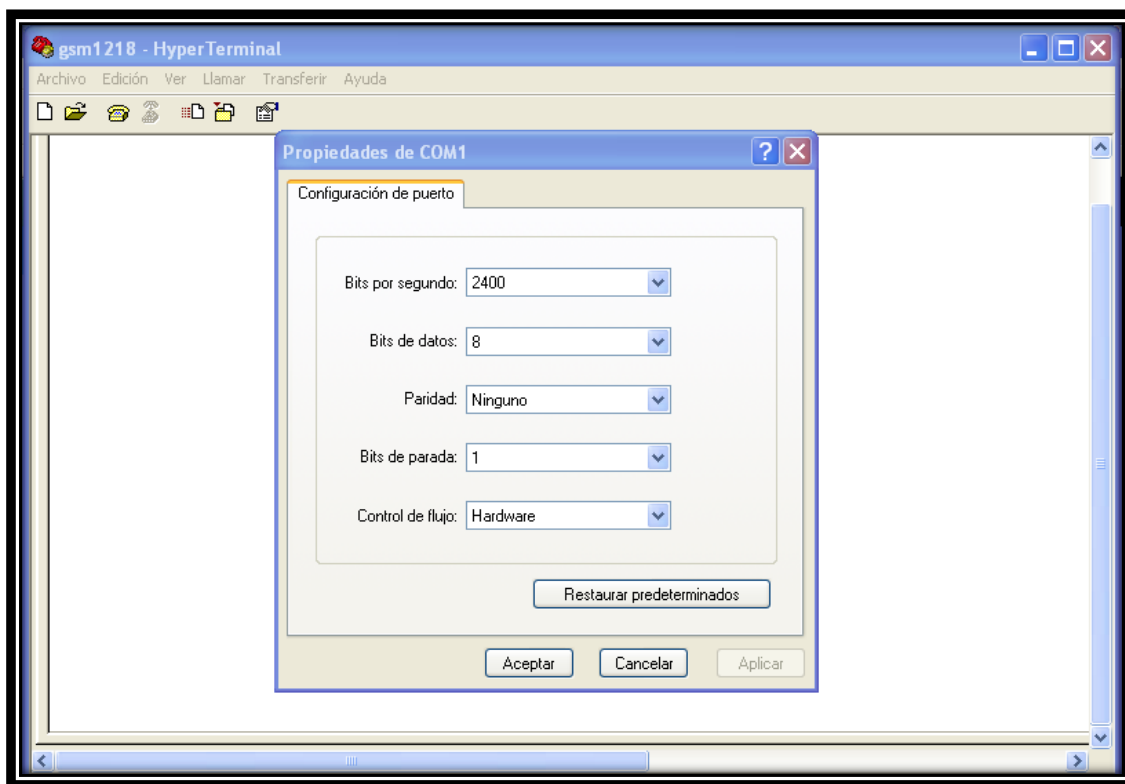 gsm1218 - HyperTerminal
Archivo Edición Ver Llamar Transferir Ayuda
Propiedades de COM1
Configuración de puerto
Bits por segundo: 2400
Bits de datos: 8
Paridad: Ninguno
Bits de parada: 1
Control de flujo: Hardware
Restaurar predeterminados
Aceptar Cancelar Aplicar